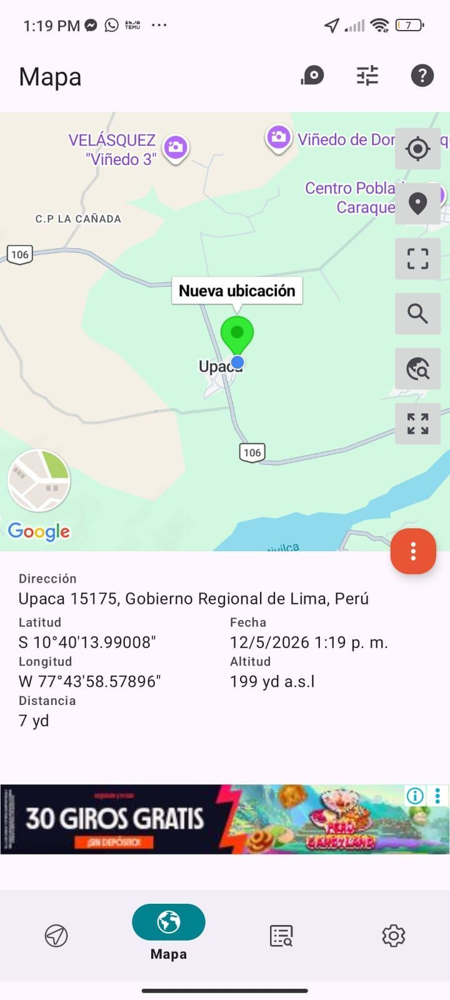 1:19 PM
TEMU
7
Mapa
VELÁSQUEZ
"Viñedo 3"
Viñedo de Dor
Centro Pobla
Caraque
C.P LA CAÑADA
106
Nueva ubicación
Upaca
106
Google
Dirección
Upaca 15175, Gobierno Regional de Lima, Perú
Latitud
Fecha
S 10°40'13.99008"
12/5/2026 1:19 p. m.
Longitud
Altitud
W 77°43'58.57896"
199 yd a.s.l
Distancia
7 yd
30 GIROS GRATIS
¡SIN DEPÓSITO!
CANDYLAND
Mapa